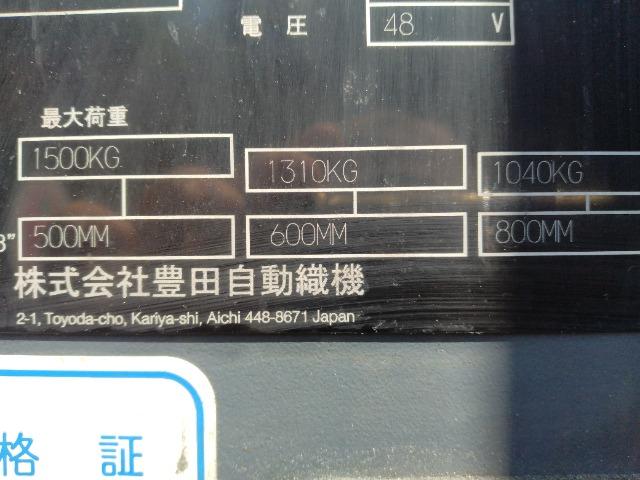 電圧 48 V
最大荷重
1500KG 1310KG 1040KG
500MM 600MM 800MM
株式会社豊田自動織機
2-1, Toyoda-cho, Kariya-shi, Aichi 448-8671 Japan
格証